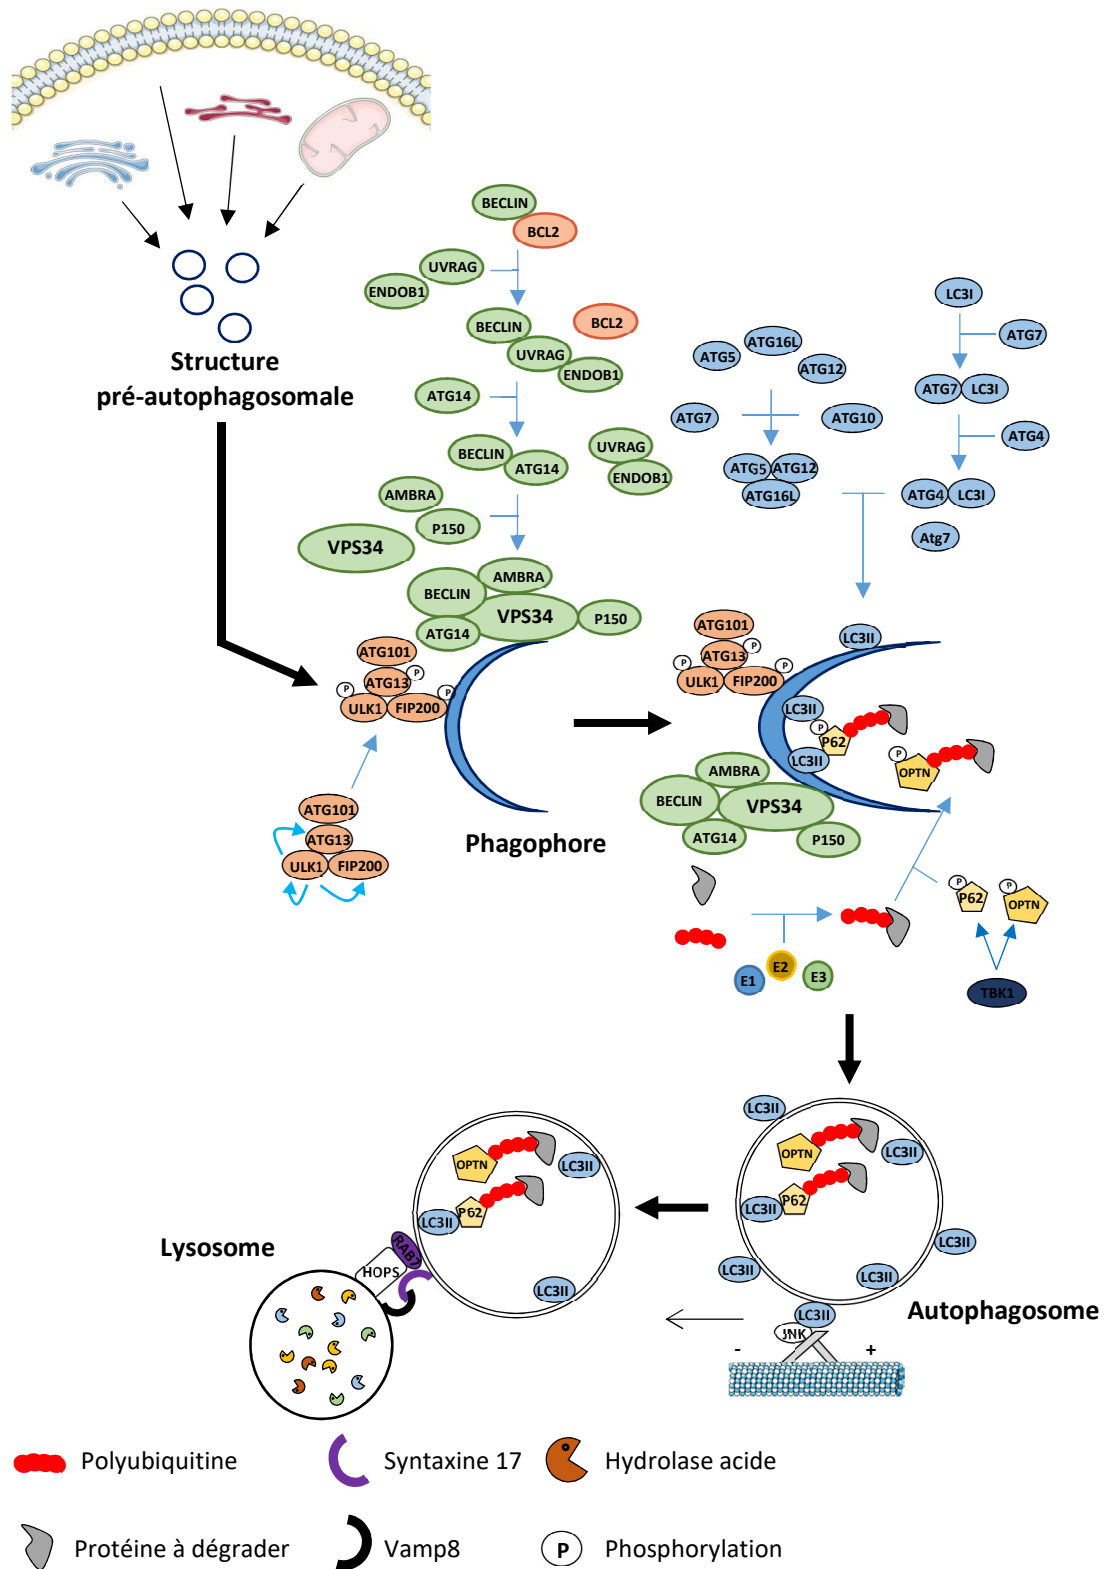 BECLIN
BCL2
UVRAG
ENDOB1
BECLIN
BCL2
UVRAG
ENDOB1
ATG14
BECLIN
ATG14
UVRAG
ENDOB1
AMBRA
P150
VPS34
AMBRA
BECLIN
VPS34
P150
ATG14
Structure
pré-autophagosomale
LC3I
ATG7
ATG16L
ATG5
ATG12
ATG7 LC3I
ATG7
ATG10
ATG4
ATG5 ATG12
ATG16L
ATG4 LC3I
Atg7
ATG101
P
ATG13
P
P
ULK1 FIP200
ATG101
ATG13
ULK1 FIP200
Phagophore
ATG101
P
ATG13
P
P
ULK1 FIP200
LC3II
LC3II
P
P62
P
OPTN
LC3II
AMBRA
BECLIN
VPS34
ATG14
P150
E1
E2
E3
P
P62
P
OPTN
TBK1
LC3II
OPTN
LC3II
P62
LC3II
LC3II
LC3II
LC3II
LC3II
JNK
- +
Autophagosome
OPTN
LC3II
P62
LC3II
LC3II
RAB7
HOPS
Lysosome
Polyubiquitine
Syntaxine 17
Hydrolase acide
Protéine à dégrader
Vamp8
P Phosphorylation